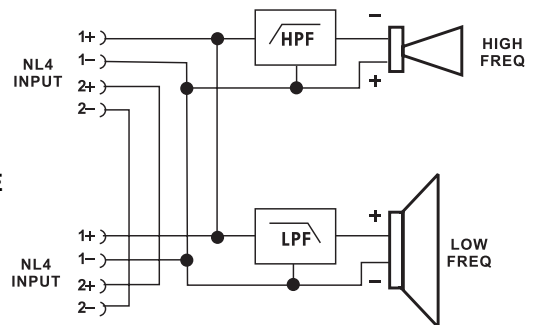 NL4
INPUT
1+
1–
2+
2–
HPF
–
+
HIGH
FREQ
E
NL4
INPUT
1+
1–
2+
2–
LPF
+
–
LOW
FREQ